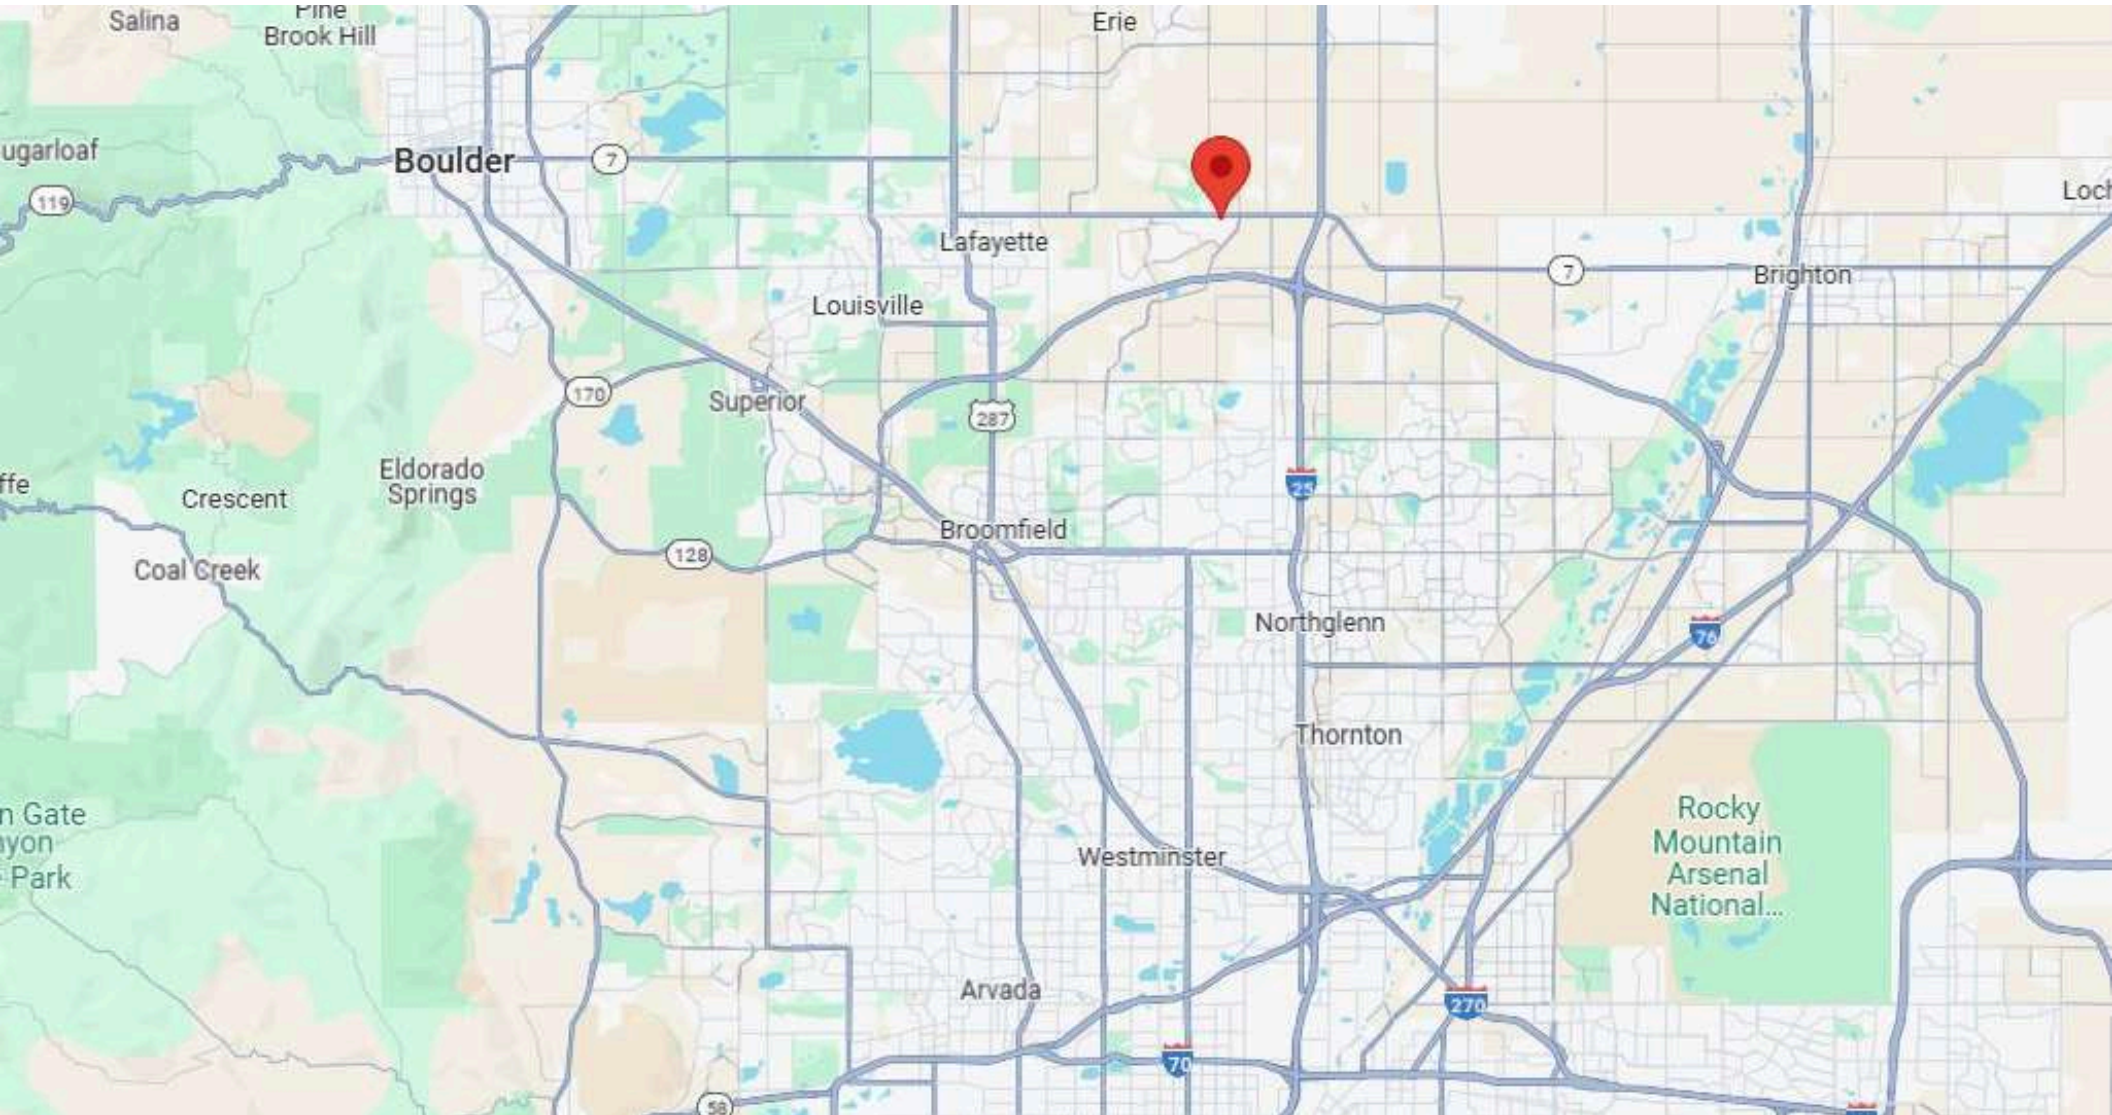 Salina
Pine
Brook Hill
Erie
ugarloaf
Boulder
7
119
Loch
Lafayette
7
Brighton
Louisville
170
Superior
287
Eldorado
Springs
ffe
Crescent
25
Broomfield
128
Coal Creek
Northglenn
76
Thornton
n Gate
nyon
Park
Rocky
Mountain
Arsenal
National...
Westminster
Arvada
270
70
58